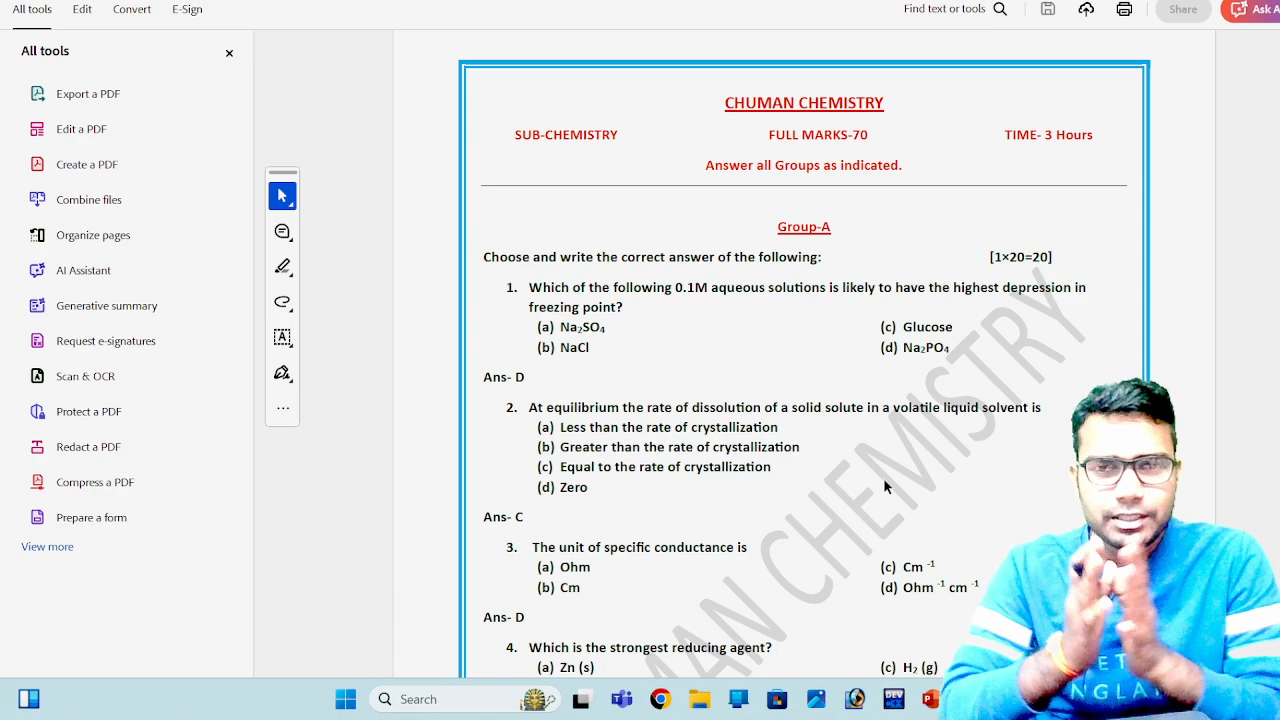 All tools Edit Convert E-Sign Find text or tools Share Ask A
All tools
Export a PDF
Edit a PDF
Create a PDF
Combine files
Organize pages
AI Assistant
Generative summary
Request e-signatures
Scan & OCR
Protect a PDF
Redact a PDF
Compress a PDF
Prepare a form
View more
CHUMAN CHEMISTRY
SUB-CHEMISTRY FULL MARKS-70 TIME- 3 Hours
Answer all Groups as indicated.
Group-A
Choose and write the correct answer of the following: [1×20=20]
1. Which of the following 0.1M aqueous solutions is likely to have the highest depression in
freezing point?
(a) Na₂SO₄ (c) Glucose
(b) NaCl (d) Na₂PO₄
Ans- D
2. At equilibrium the rate of dissolution of a solid solute in a volatile liquid solvent is
(a) Less than the rate of crystallization
(b) Greater than the rate of crystallization
(c) Equal to the rate of crystallization
(d) Zero
Ans- C
3. The unit of specific conductance is
(a) Ohm (c) Cm ⁻¹
(b) Cm (d) Ohm ⁻¹ cm ⁻¹
Ans- D
4. Which is the strongest reducing agent?
(a) Zn (s) (c) H₂ (g)
MAN CHEMISTRY
Search
DEV